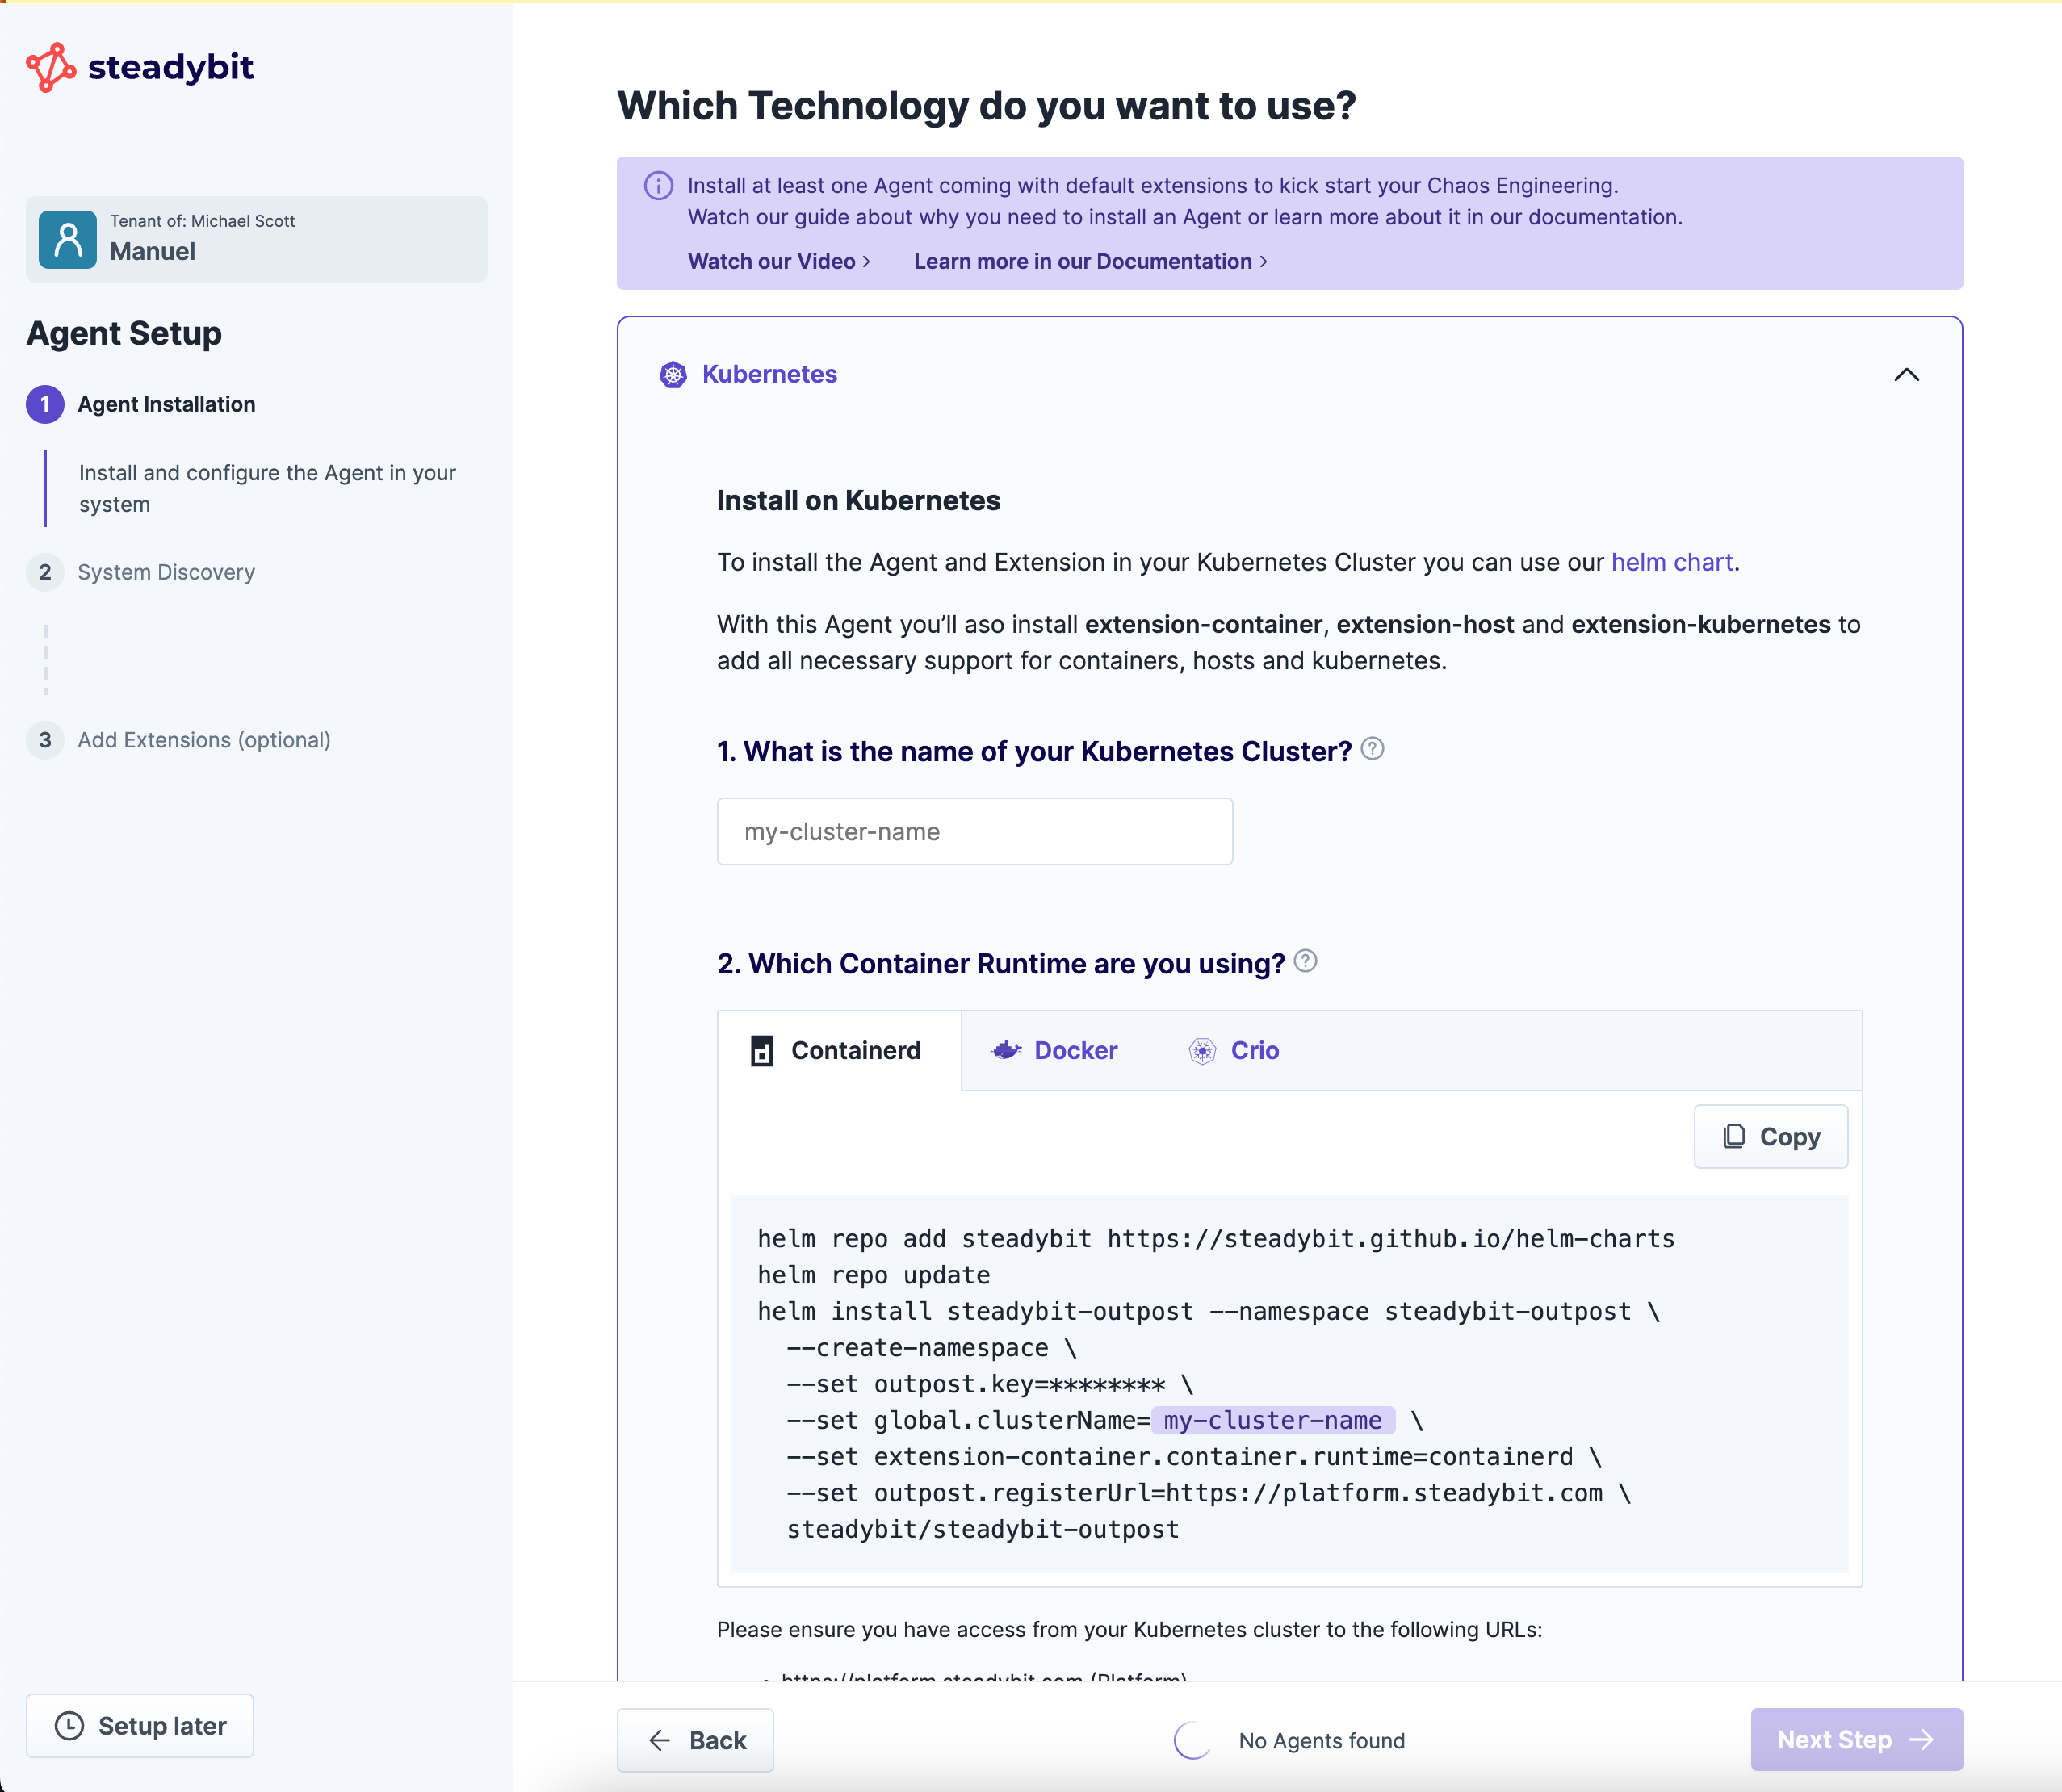 steadybit
Tenant of: Michael Scott
Manuel
Agent Setup
1 Agent Installation
Install and configure the Agent in your
system
2 System Discovery
3 Add Extensions (optional)
Setup later
Which Technology do you want to use?
Install at least one Agent coming with default extensions to kick start your Chaos Engineering.
Watch our guide about why you need to install an Agent or learn more about it in our documentation.
Watch our Video > Learn more in our Documentation >
Kubernetes
Install on Kubernetes
To install the Agent and Extension in your Kubernetes Cluster you can use our helm chart.
With this Agent you’ll aso install extension-container, extension-host and extension-kubernetes to
add all necessary support for containers, hosts and kubernetes.
1. What is the name of your Kubernetes Cluster? ?
my-cluster-name
2. Which Container Runtime are you using? ?
Containerd Docker Crio
Copy
helm repo add steadybit https://steadybit.github.io/helm-charts
helm repo update
helm install steadybit-outpost --namespace steadybit-outpost \
--create-namespace \
--set outpost.key=******** \
--set global.clusterName= my-cluster-name \
--set extension-container.container.runtime=containerd \
--set outpost.registerUrl=https://platform.steadybit.com \
steadybit/steadybit-outpost
Please ensure you have access from your Kubernetes cluster to the following URLs:
• https://platform.steadybit.com (Platform)
← Back
No Agents found
Next Step →